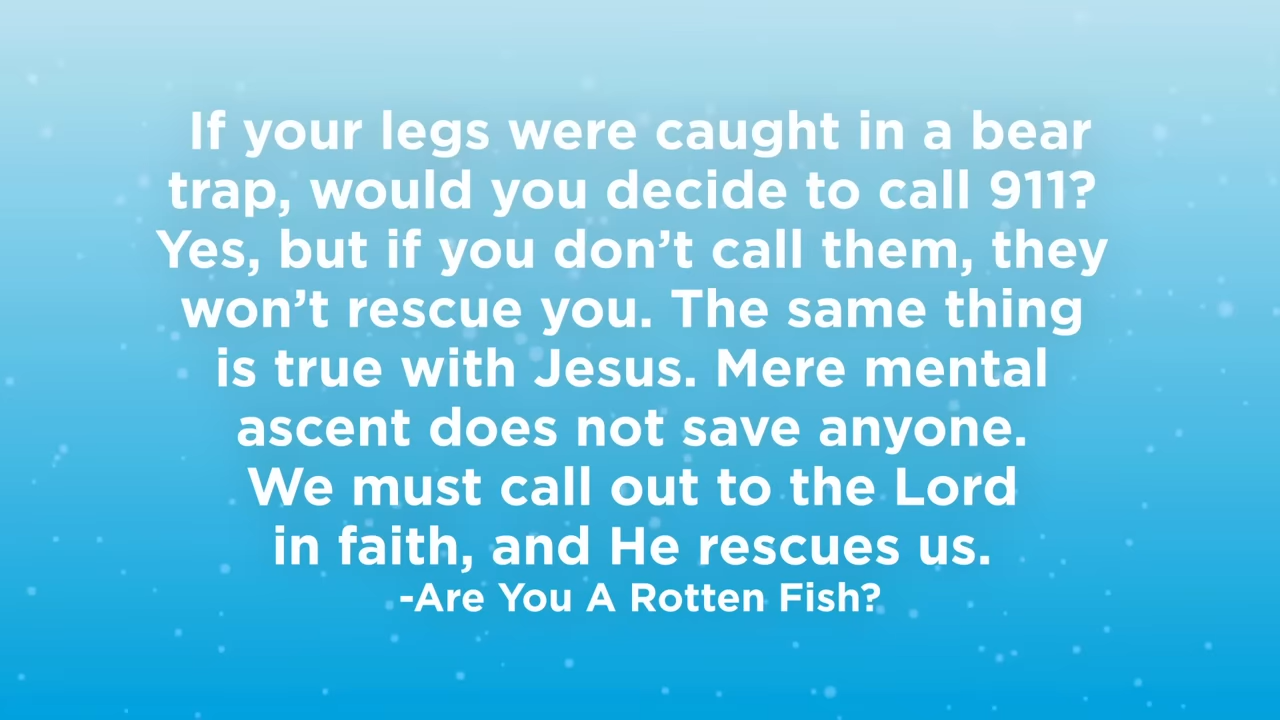 If your legs were caught in a bear
trap, would you decide to call 911?
Yes, but if you don’t call them, they
won’t rescue you. The same thing
is true with Jesus. Mere mental
ascent does not save anyone.
We must call out to the Lord
in faith, and He rescues us.
-Are You A Rotten Fish?